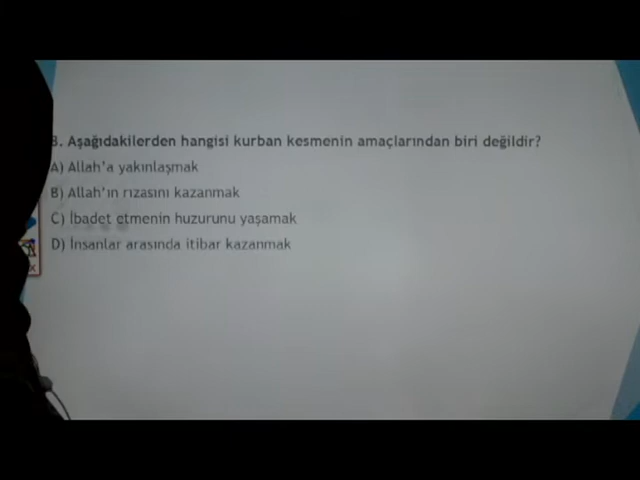 3. Aşağıdakilerden hangisi kurban kesmenin amaçlarından biri değildir?
A) Allah'a yakınlaşmak
B) Allah'ın rızasını kazanmak
C) İbadet etmenin huzurunu yaşamak
D) İnsanlar arasında itibar kazanmak